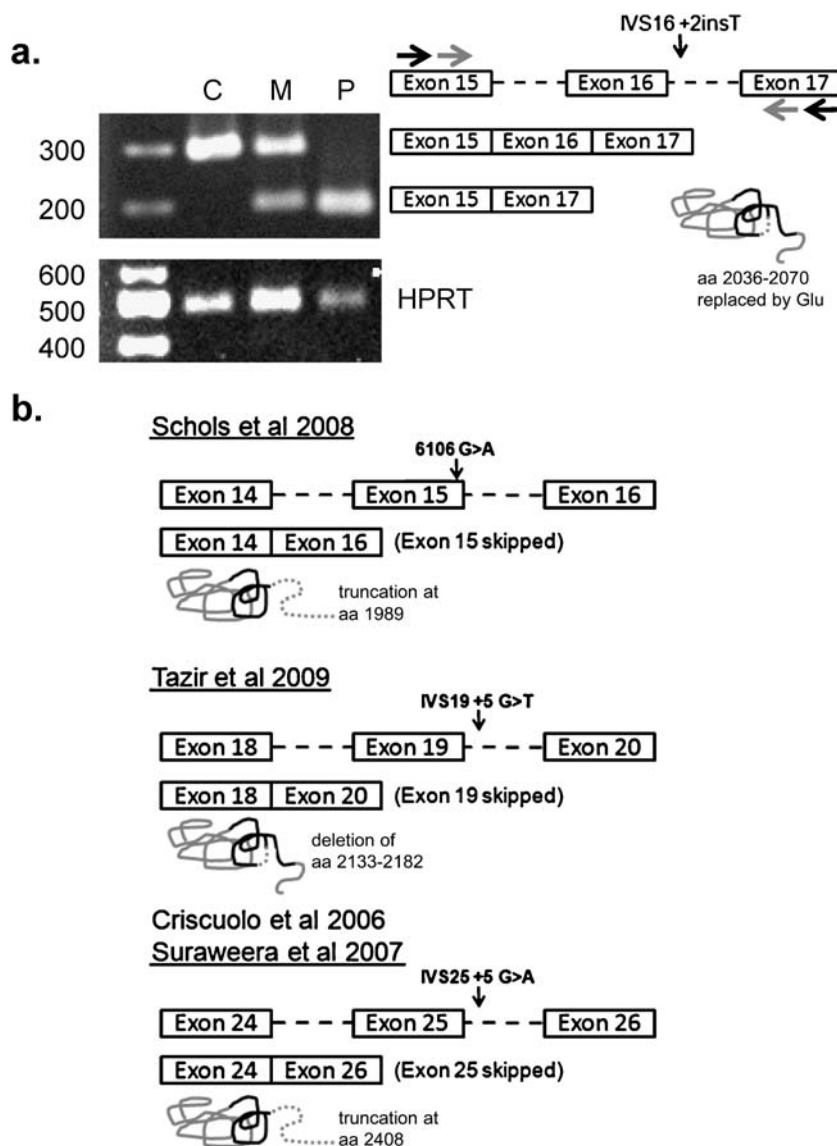 a.
IVS16 +2insT
C M P
Exon 15 Exon 16 Exon 17
300
Exon 15 Exon 16 Exon 17
200
Exon 15 Exon 17
aa 2036-2070
replaced by Glu
600
500
400
HPRT
b.
Schols et al 2008
6106 G>A
Exon 14 Exon 15 Exon 16
Exon 14 Exon 16 (Exon 15 skipped)
truncation at
aa 1989
Tazir et al 2009
IVS19 +5 G>T
Exon 18 Exon 19 Exon 20
Exon 18 Exon 20 (Exon 19 skipped)
deletion of
aa 2133-2182
Criscuolo et al 2006
Suraweera et al 2007
IVS25 +5 G>A
Exon 24 Exon 25 Exon 26
Exon 24 Exon 26 (Exon 25 skipped)
truncation at
aa 2408